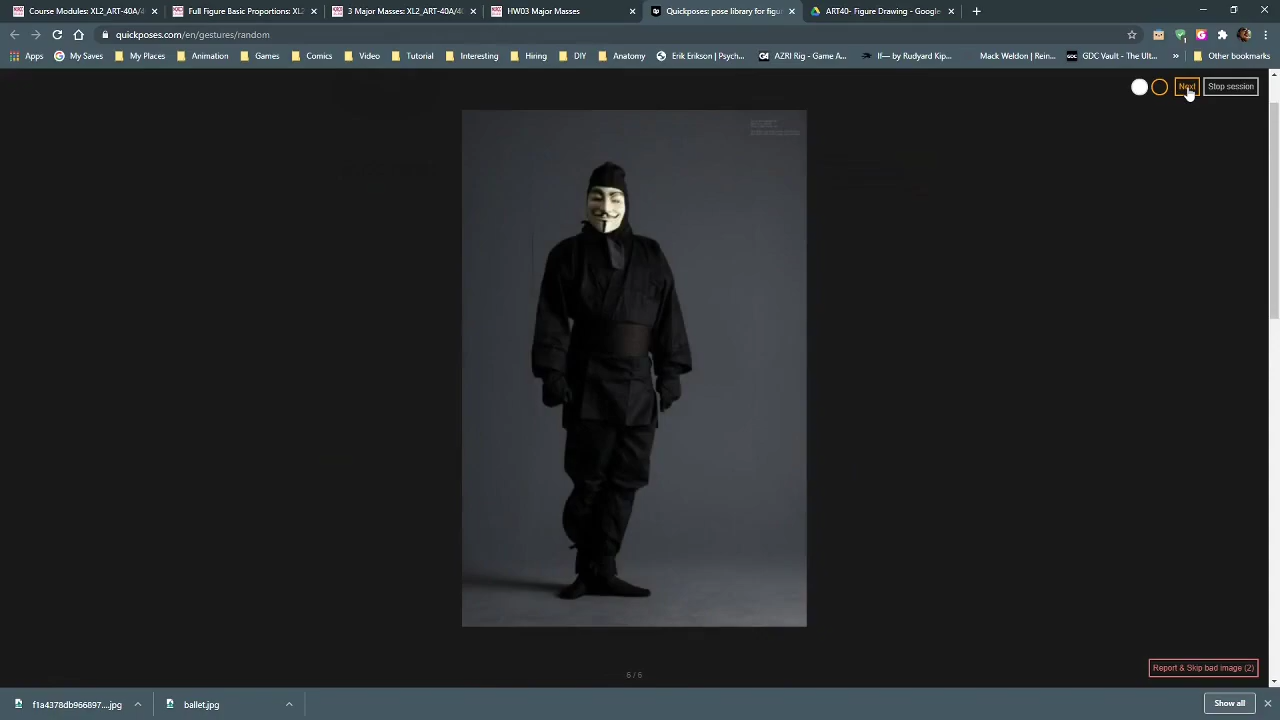 Course Modules: XL2_ART-40A/4
Full Figure Basic Proportions: XL2
3 Major Masses: XL2_ART-40A/40
HW03 Major Masses
Quickposes: pose library for figu
ART40- Figure Drawing - Google
quickposes.com/en/gestures/random
Apps
My Saves
My Places
Animation
Games
Comics
Video
Tutorial
Interesting
Hiring
DIY
Anatomy
Erik Erikson | Psych...
AZRI Rig - Game A...
If— by Rudyard Kip...
Mack Weldon | Rein...
GDC Vault - The Ult...
»
Other bookmarks
Next
Stop session
6 / 6
Report & Skip bad image (2)
f1a4378db966897....jpg
ballet.jpg
Show all